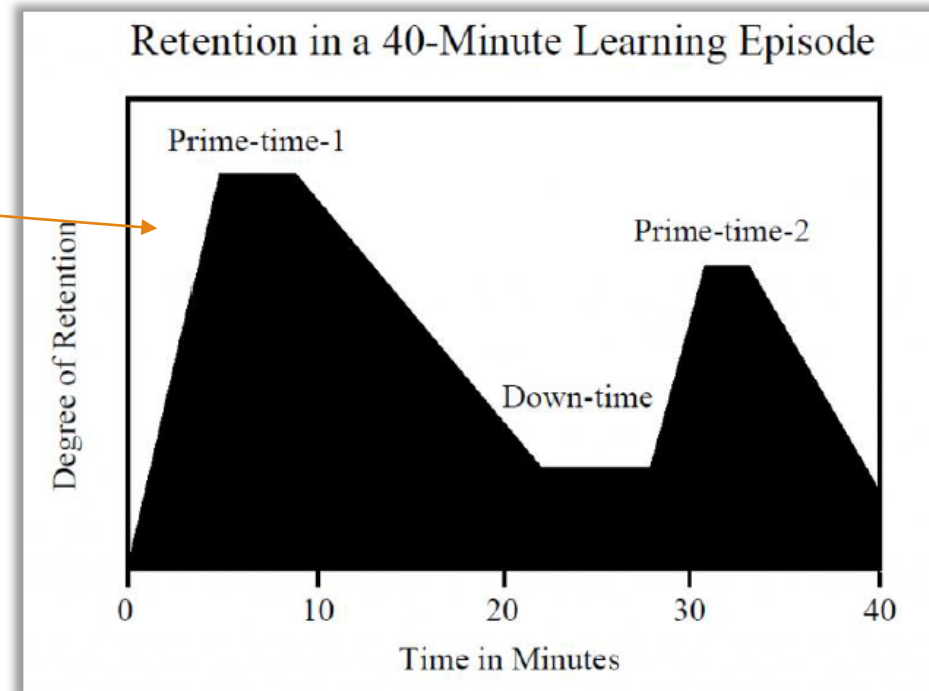 Retention in a 40-Minute Learning Episode
Prime-time-1
Prime-time-2
Down-time
Degree of Retention
0
10
20
30
40
Time in Minutes